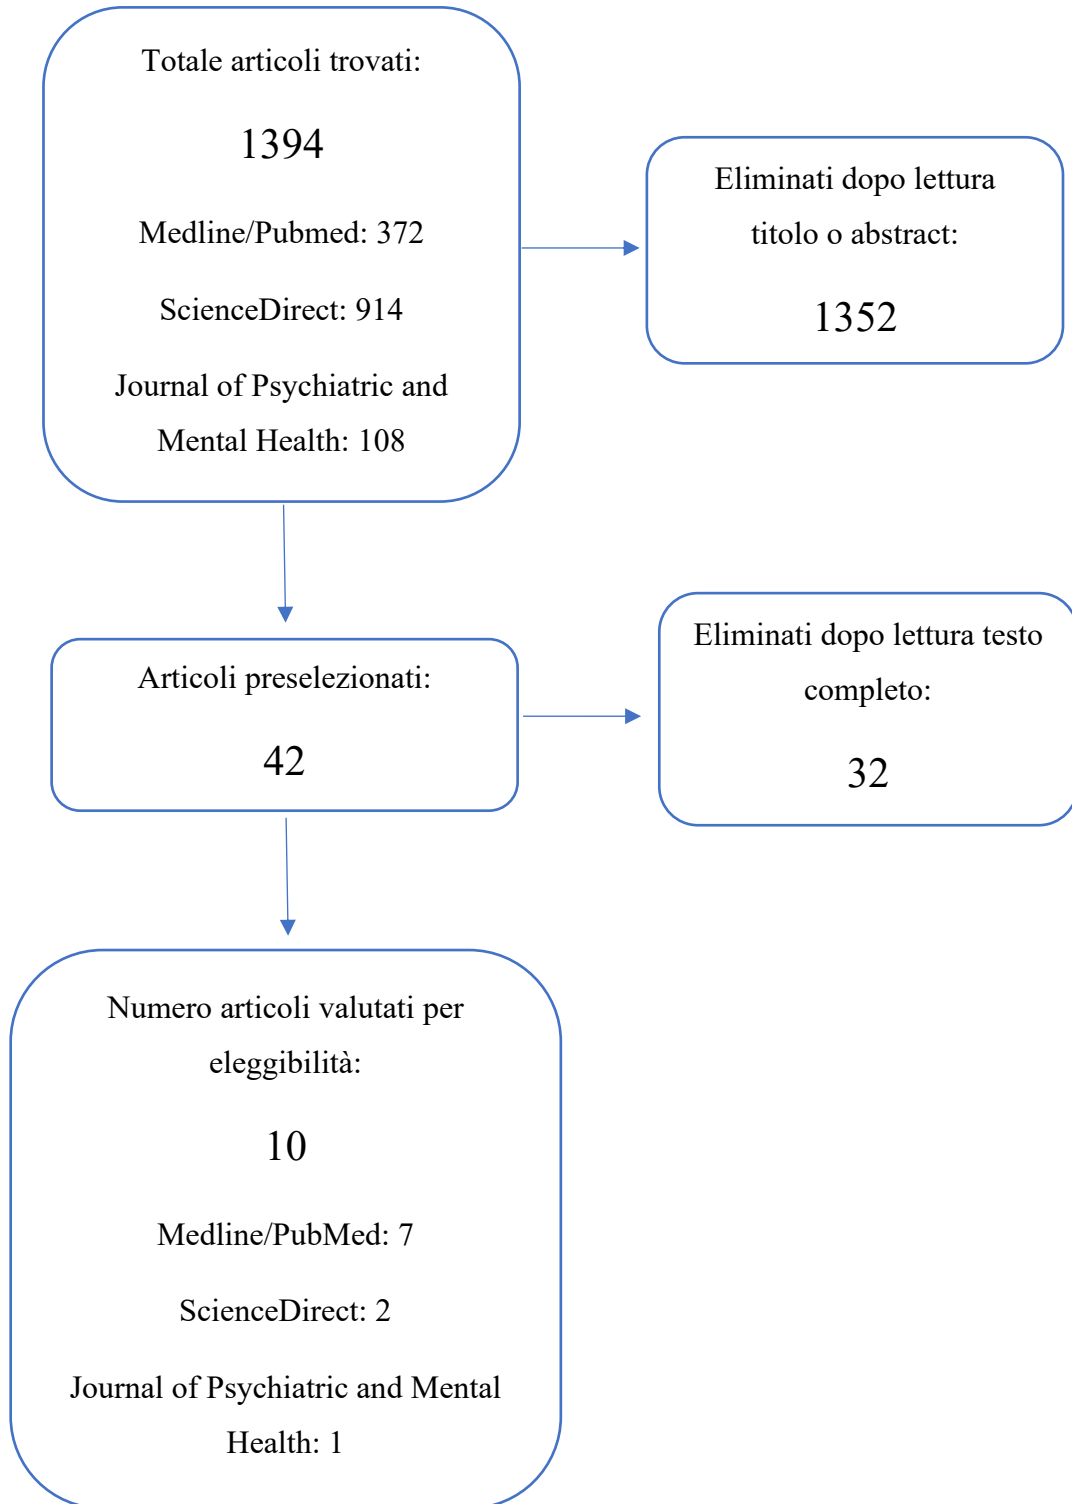 Totale articoli trovati:
1394
Medline/Pubmed: 372
ScienceDirect: 914
Journal of Psychiatric and
Mental Health: 108
Eliminati dopo lettura
titolo o abstract:
1352
Articoli preselezionati:
42
Eliminati dopo lettura testo
completo:
32
Numero articoli valutati per
eleggibilità:
10
Medline/PubMed: 7
ScienceDirect: 2
Journal of Psychiatric and Mental
Health: 1